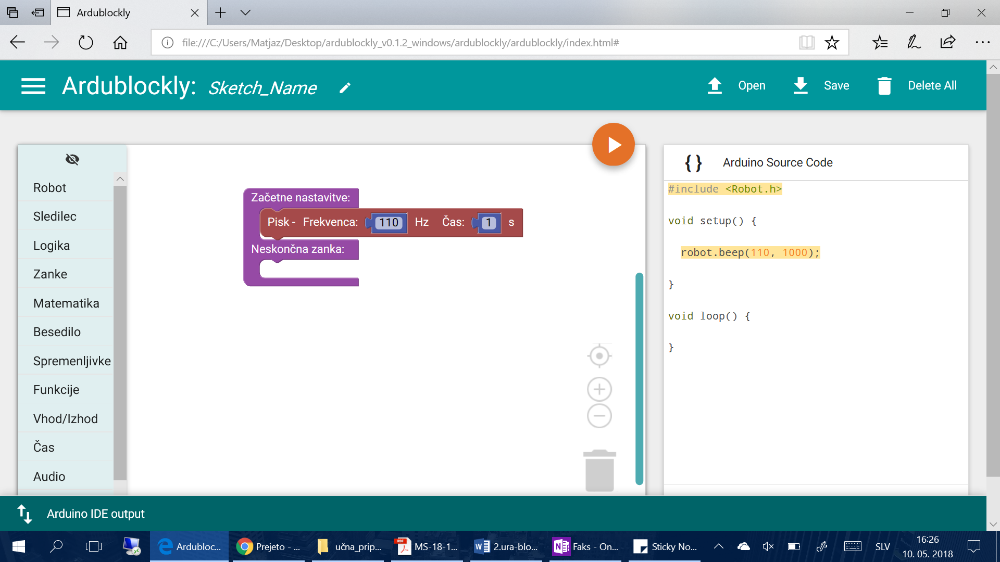 Ardublockly
file:///C:/Users/Matjaz/Desktop/ardublockly_v0.1.2_windows/ardublockly/ardublockly/index.html#
Ardublockly: Sketch_Name
Open Save Delete All
Robot
Sledilec
Logika
Zanke
Matematika
Besedilo
Spremenljivke
Funkcije
Vhod/Izhod
Čas
Audio
Začetne nastavitve:
Pisk - Frekvenca: 110 Hz Čas: 1 s
Neskončna zanka:
{ } Arduino Source Code
#include <Robot.h>
void setup() {
robot.beep(110, 1000);
}
void loop() {
}
Arduino IDE output
Ardubloc... Prejeto - ... učna_prip... MS-18-1... 2.ura-blo... Faks - On... Sticky No... SLV
16:26
10. 05. 2018